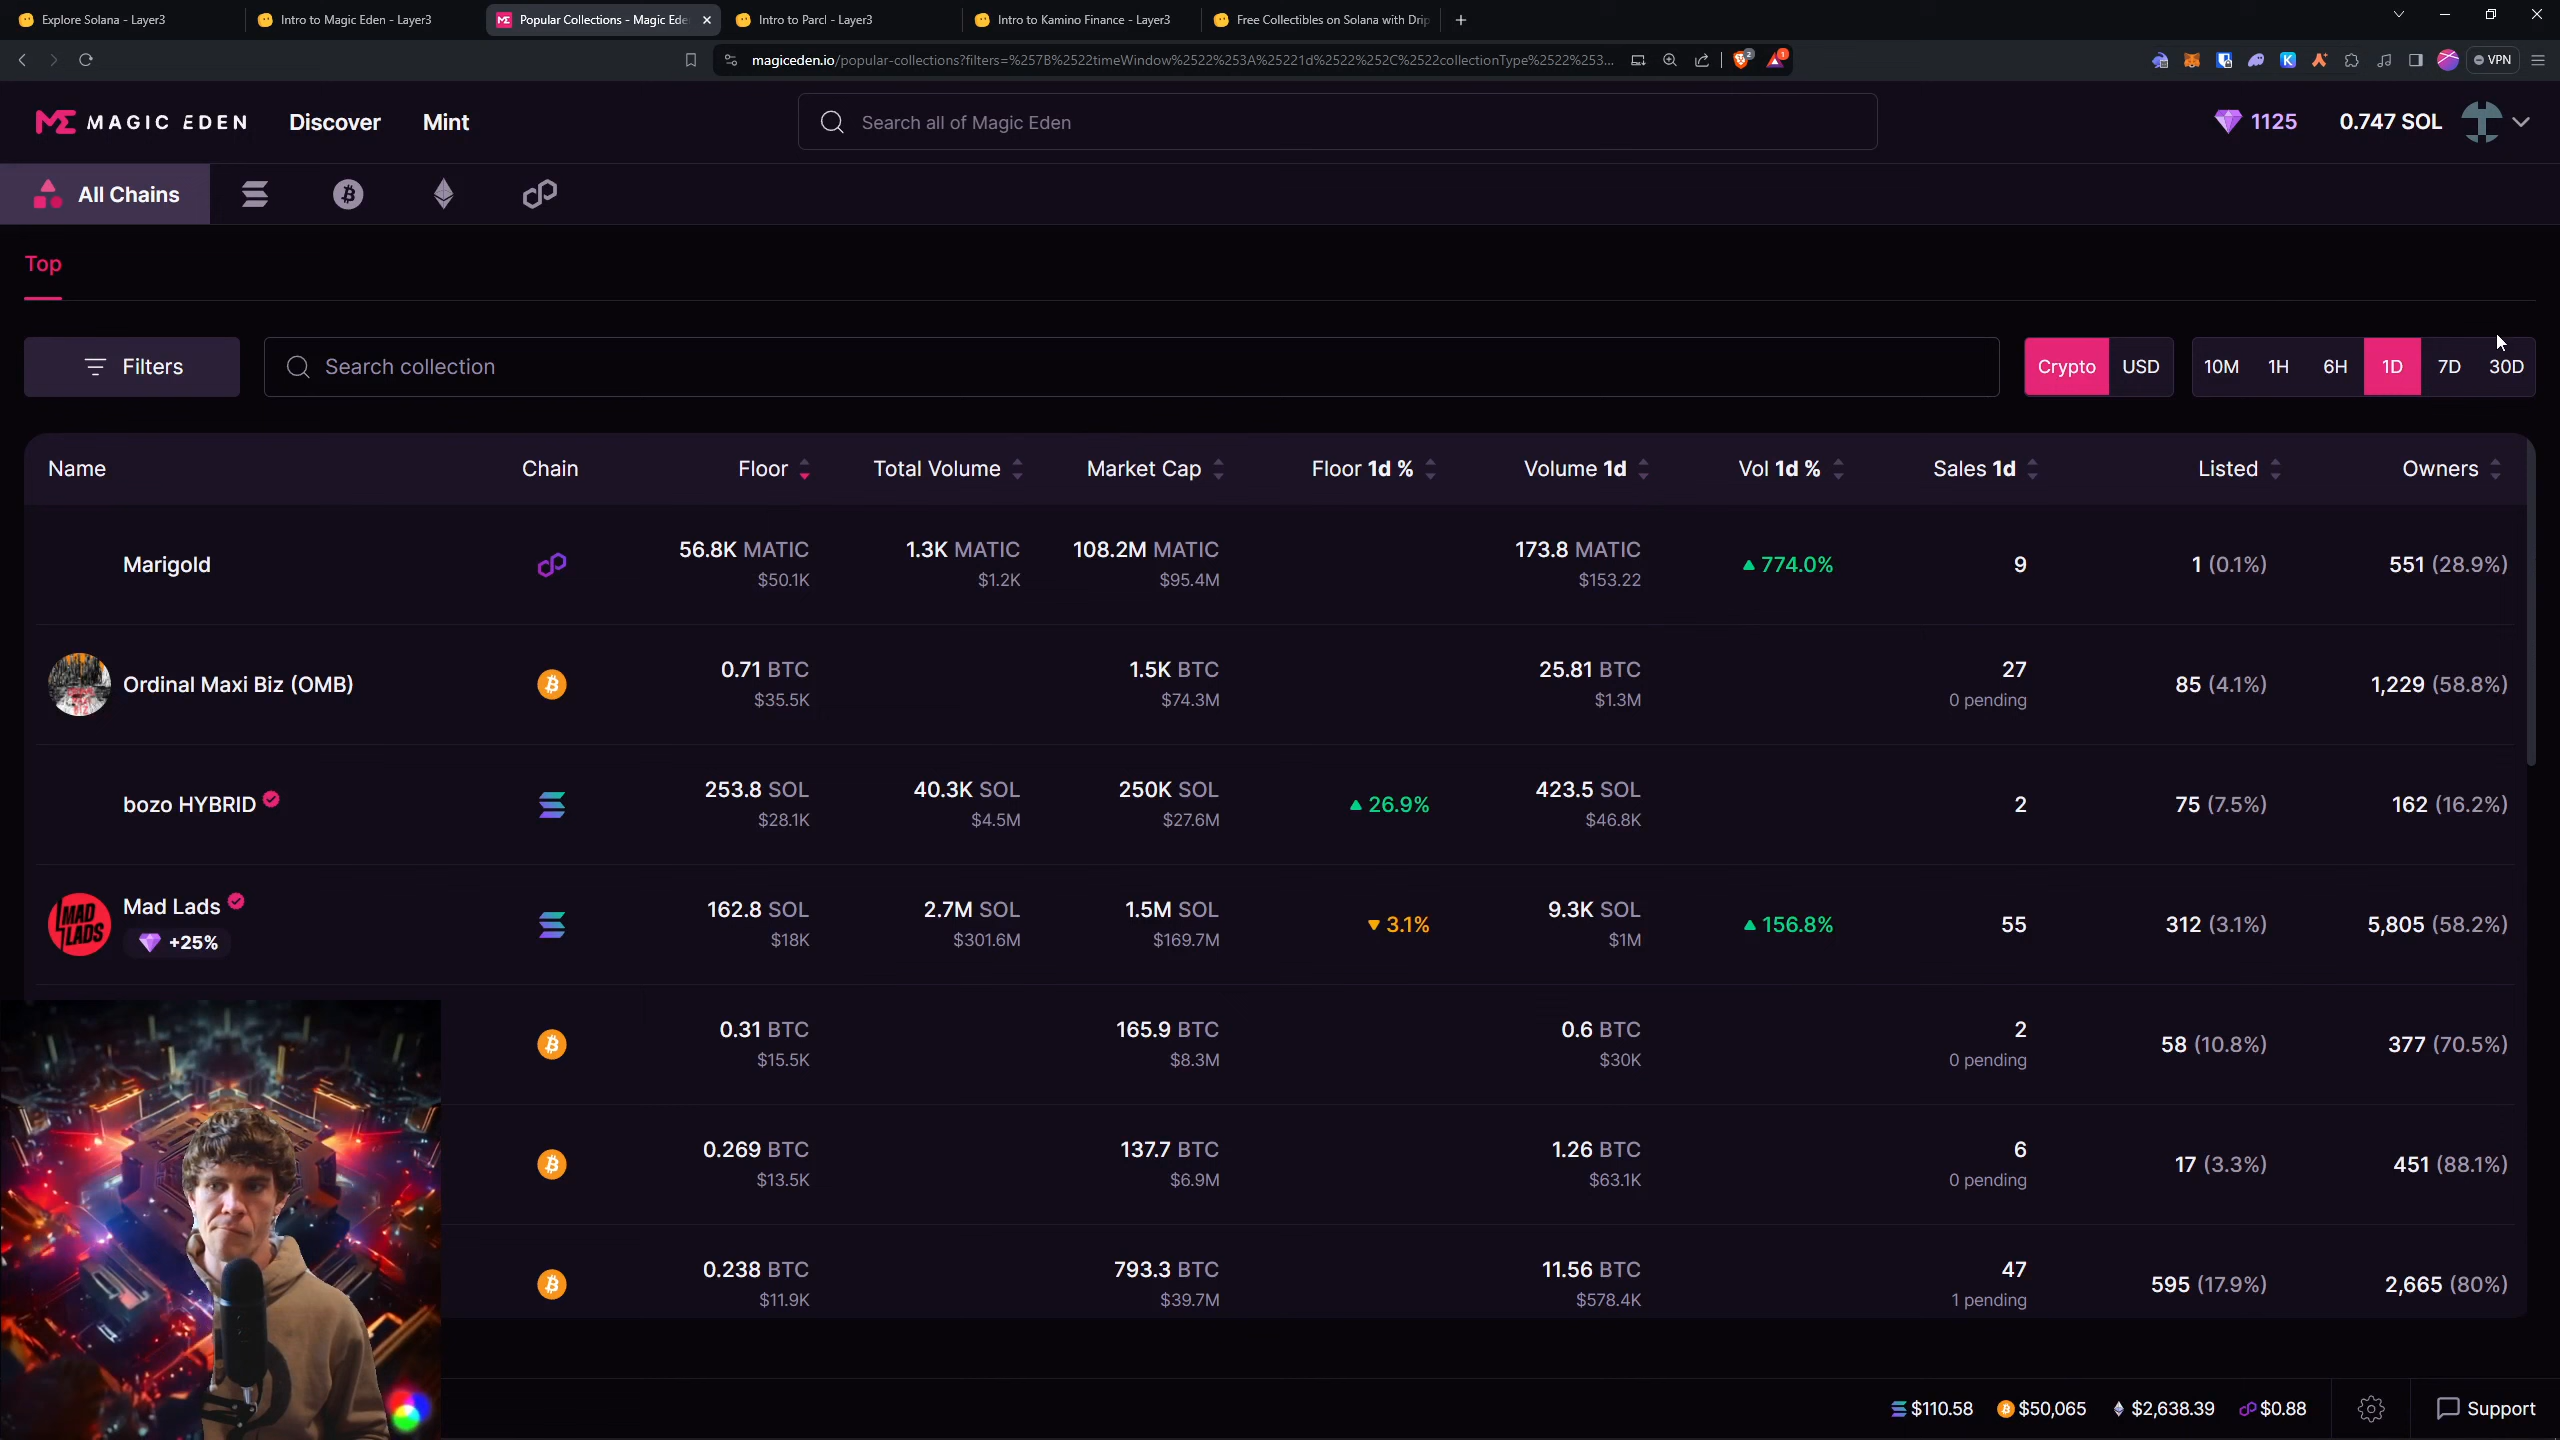 Explore Solana - Layer3
Intro to Magic Eden - Layer3
Popular Collections - Magic Ede
Intro to Parcl - Layer3
Intro to Kamino Finance - Layer3
Free Collectibles on Solana with Drip
magiceden.io/popular-collections?filters=%257B%2522timeWindow%2522%253A%25221d%2522%252C%2522collectionType%2522%253...
2
1
VPN
MAGIC EDEN
Discover
Mint
Search all of Magic Eden
1125
0.747 SOL
All Chains
Top
Filters
Search collection
Crypto USD
10M 1H 6H 1D 7D 30D
Name Chain Floor Total Volume Market Cap Floor 1d % Volume 1d Vol 1d % Sales 1d Listed Owners
Marigold 56.8K MATIC 1.3K MATIC 108.2M MATIC 173.8 MATIC 774.0% 9 1 (0.1%) 551 (28.9%)
$50.1K $1.2K $95.4M $153.22
Ordinal Maxi Biz (OMB) 0.71 BTC 1.5K BTC 25.81 BTC 27 85 (4.1%) 1,229 (58.8%)
$35.5K $74.3M $1.3M 0 pending
bozo HYBRID 253.8 SOL 40.3K SOL 250K SOL 26.9% 423.5 SOL 2 75 (7.5%) 162 (16.2%)
$28.1K $4.5M $27.6M $46.8K
MAD LADS
Mad Lads 162.8 SOL 2.7M SOL 1.5M SOL 3.1% 9.3K SOL 156.8% 55 312 (3.1%) 5,805 (58.2%)
+25% $18K $301.6M $169.7M $1M
0.31 BTC 165.9 BTC 0.6 BTC 2 58 (10.8%) 377 (70.5%)
$15.5K $8.3M $30K 0 pending
0.269 BTC 137.7 BTC 1.26 BTC 6 17 (3.3%) 451 (88.1%)
$13.5K $6.9M $63.1K 0 pending
0.238 BTC 793.3 BTC 11.56 BTC 47 595 (17.9%) 2,665 (80%)
$11.9K $39.7M $578.4K 1 pending
$110.58 $50,065 $2,638.39 $0.88 Support